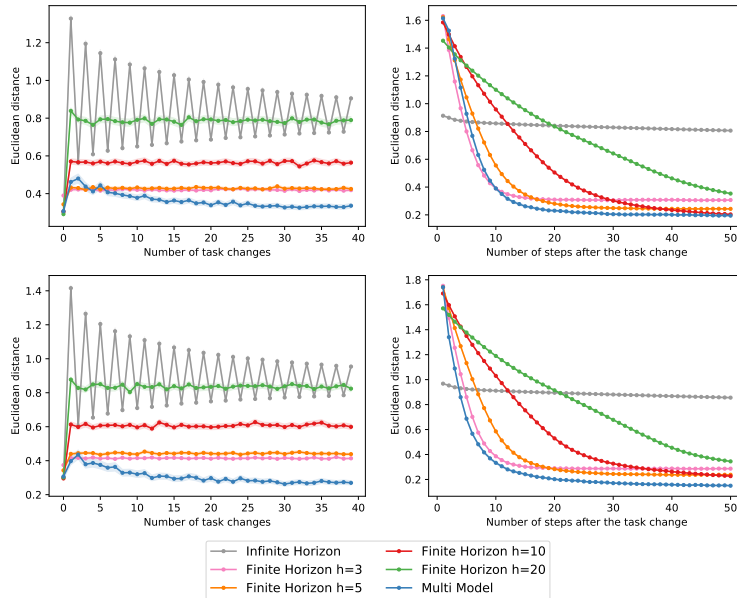 Euclidean distance
1.2
1.0
0.8
0.6
0.4
0 5 10 15 20 25 30 35 40
Number of task changes
Euclidean distance
1.6
1.4
1.2
1.0
0.8
0.6
0.4
0.2
0 10 20 30 40 50
Number of steps after the task change
Euclidean distance
1.4
1.2
1.0
0.8
0.6
0.4
0.2
0 5 10 15 20 25 30 35 40
Number of task changes
Euclidean distance
1.8
1.6
1.4
1.2
1.0
0.8
0.6
0.4
0.2
0 10 20 30 40 50
Number of steps after the task change
Infinite Horizon
Finite Horizon h=3
Finite Horizon h=5
Finite Horizon h=10
Finite Horizon h=20
Multi Model